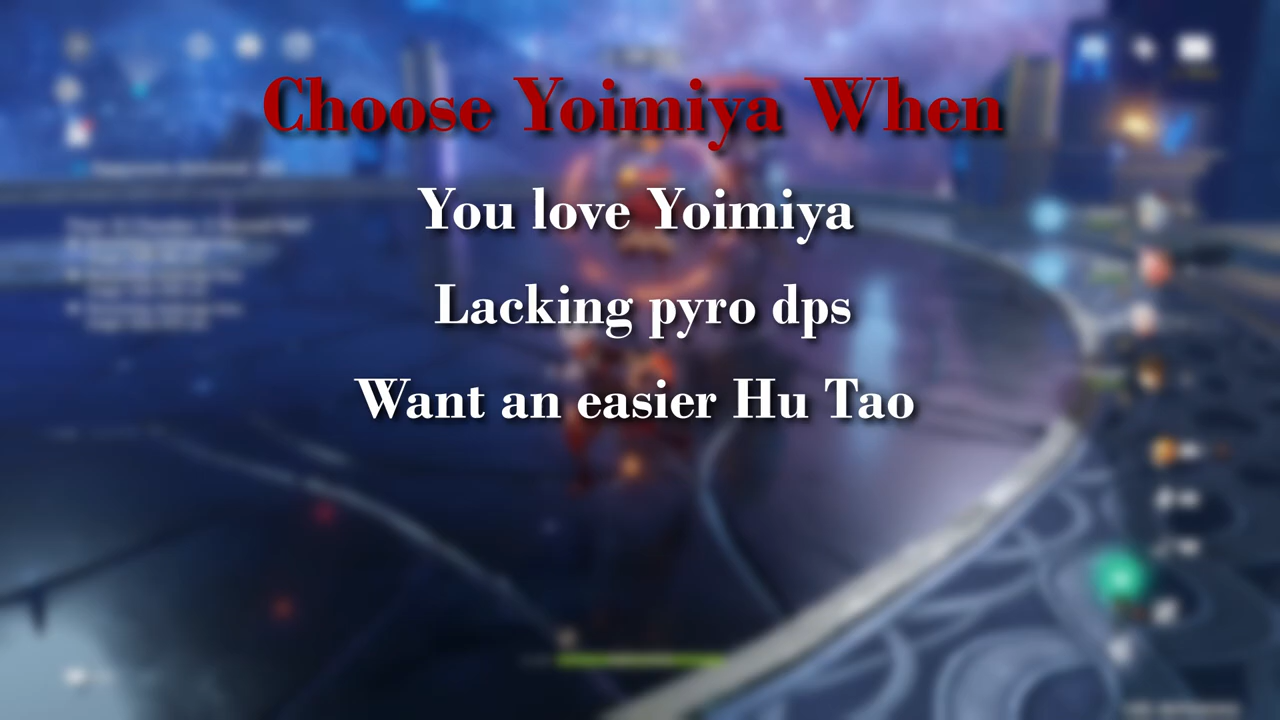 Choose Yoimiya When
You love Yoimiya
Lacking pyro dps
Want an easier Hu Tao